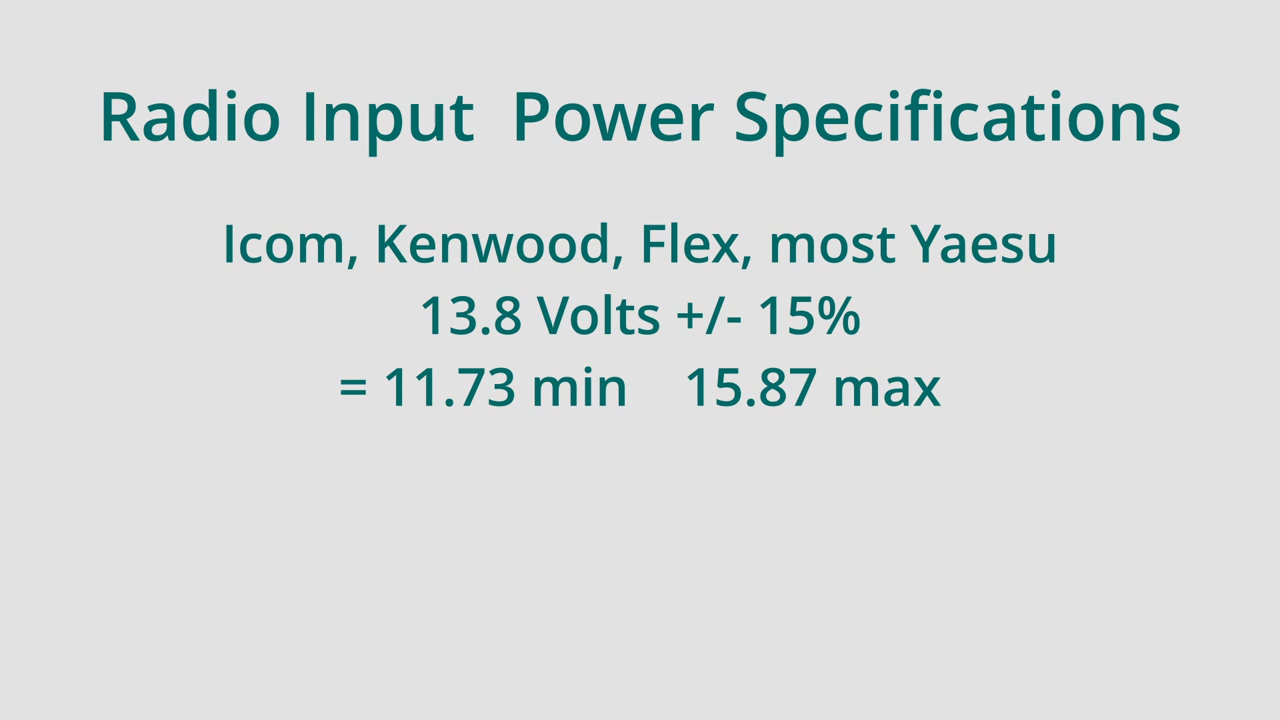 Radio Input  Power Specifications
Icom, Kenwood, Flex, most Yaesu
13.8 Volts +/- 15%
= 11.73 min    15.87 max